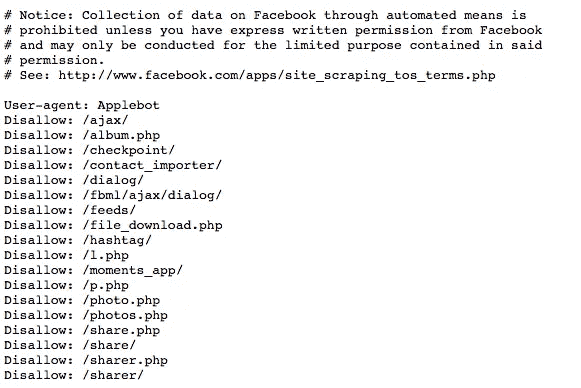 # Notice: Collection of data on Facebook through automated means is
# prohibited unless you have express written permission from Facebook
# and may only be conducted for the limited purpose contained in said
# permission.
# See: http://www.facebook.com/apps/site_scraping_tos_terms.php

User-agent: Applebot
Disallow: /ajax/
Disallow: /album.php
Disallow: /checkpoint/
Disallow: /contact_importer/
Disallow: /dialog/
Disallow: /fbml/ajax/dialog/
Disallow: /feeds/
Disallow: /file_download.php
Disallow: /hashtag/
Disallow: /l.php
Disallow: /moments_app/
Disallow: /p.php
Disallow: /photo.php
Disallow: /photos.php
Disallow: /share.php
Disallow: /share/
Disallow: /sharer.php
Disallow: /sharer/